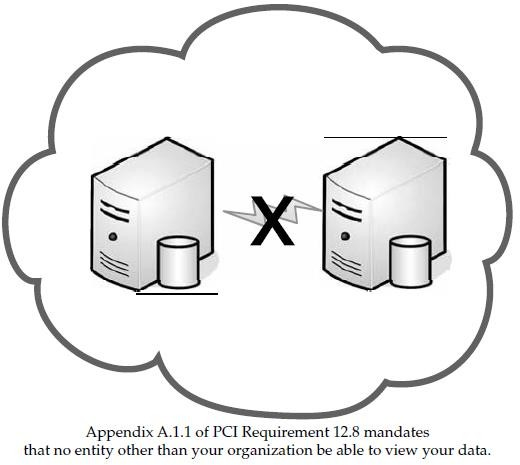 X
Appendix A.1.1 of PCI Requirement 12.8 mandates
that no entity other than your organization be able to view your data.